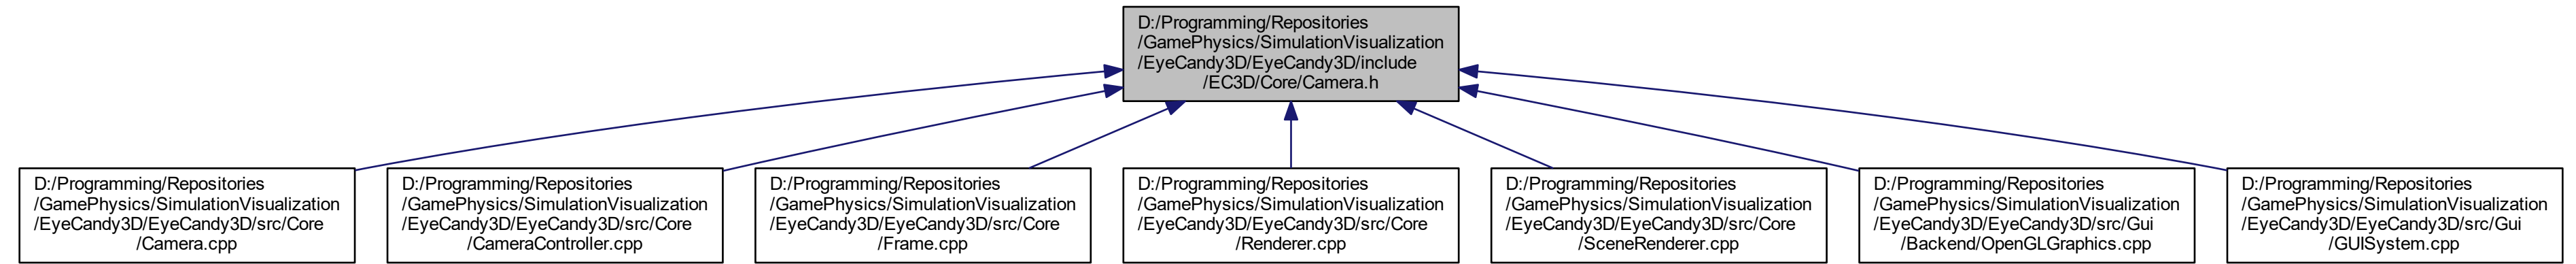 D:/Programming/Repositories
/GamePhysics/SimulationVisualization
/EyeCandy3D/EyeCandy3D/include
/EC3D/Core/Camera.h
D:/Programming/Repositories
/GamePhysics/SimulationVisualization
/EyeCandy3D/EyeCandy3D/src/Core
/Camera.cpp
D:/Programming/Repositories
/GamePhysics/SimulationVisualization
/EyeCandy3D/EyeCandy3D/src/Core
/CameraController.cpp
D:/Programming/Repositories
/GamePhysics/SimulationVisualization
/EyeCandy3D/EyeCandy3D/src/Core
/Frame.cpp
D:/Programming/Repositories
/GamePhysics/SimulationVisualization
/EyeCandy3D/EyeCandy3D/src/Core
/Renderer.cpp
D:/Programming/Repositories
/GamePhysics/SimulationVisualization
/EyeCandy3D/EyeCandy3D/src/Core
/SceneRenderer.cpp
D:/Programming/Repositories
/GamePhysics/SimulationVisualization
/EyeCandy3D/EyeCandy3D/src/Gui
/Backend/OpenGLGraphics.cpp
D:/Programming/Repositories
/GamePhysics/SimulationVisualization
/EyeCandy3D/EyeCandy3D/src/Gui
/GUISystem.cpp